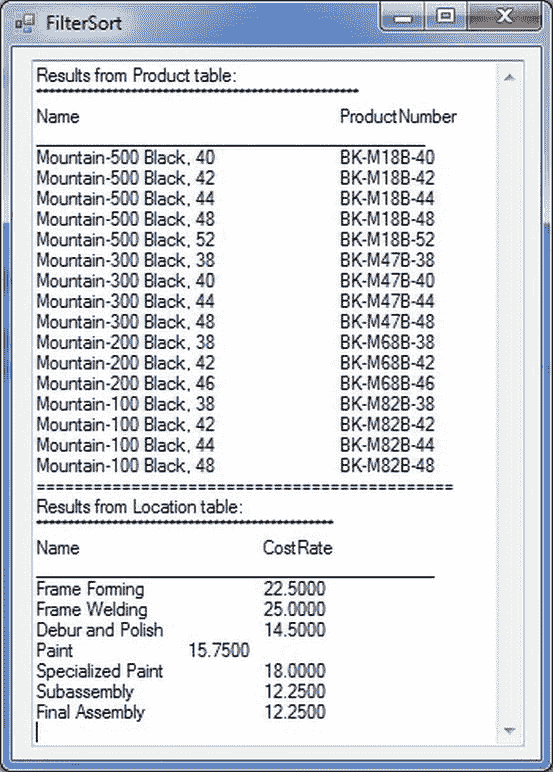 FilterSort
Results from Product table:
*********************************************
Name ProductNumber
_____________________________________________
Mountain-500 Black, 40 BK-M18B-40
Mountain-500 Black, 42 BK-M18B-42
Mountain-500 Black, 44 BK-M18B-44
Mountain-500 Black, 48 BK-M18B-48
Mountain-500 Black, 52 BK-M18B-52
Mountain-300 Black, 38 BK-M47B-38
Mountain-300 Black, 40 BK-M47B-40
Mountain-300 Black, 44 BK-M47B-44
Mountain-300 Black, 48 BK-M47B-48
Mountain-200 Black, 38 BK-M68B-38
Mountain-200 Black, 42 BK-M68B-42
Mountain-200 Black, 46 BK-M68B-46
Mountain-100 Black, 38 BK-M82B-38
Mountain-100 Black, 42 BK-M82B-42
Mountain-100 Black, 44 BK-M82B-44
Mountain-100 Black, 48 BK-M82B-48
============================================
Results from Location table:
*****************************************
Name CostRate
_____________________________________________
Frame Forming 22.5000
Frame Welding 25.0000
Debur and Polish 14.5000
Paint 15.7500
Specialized Paint 18.0000
Subassembly 12.2500
Final Assembly 12.2500